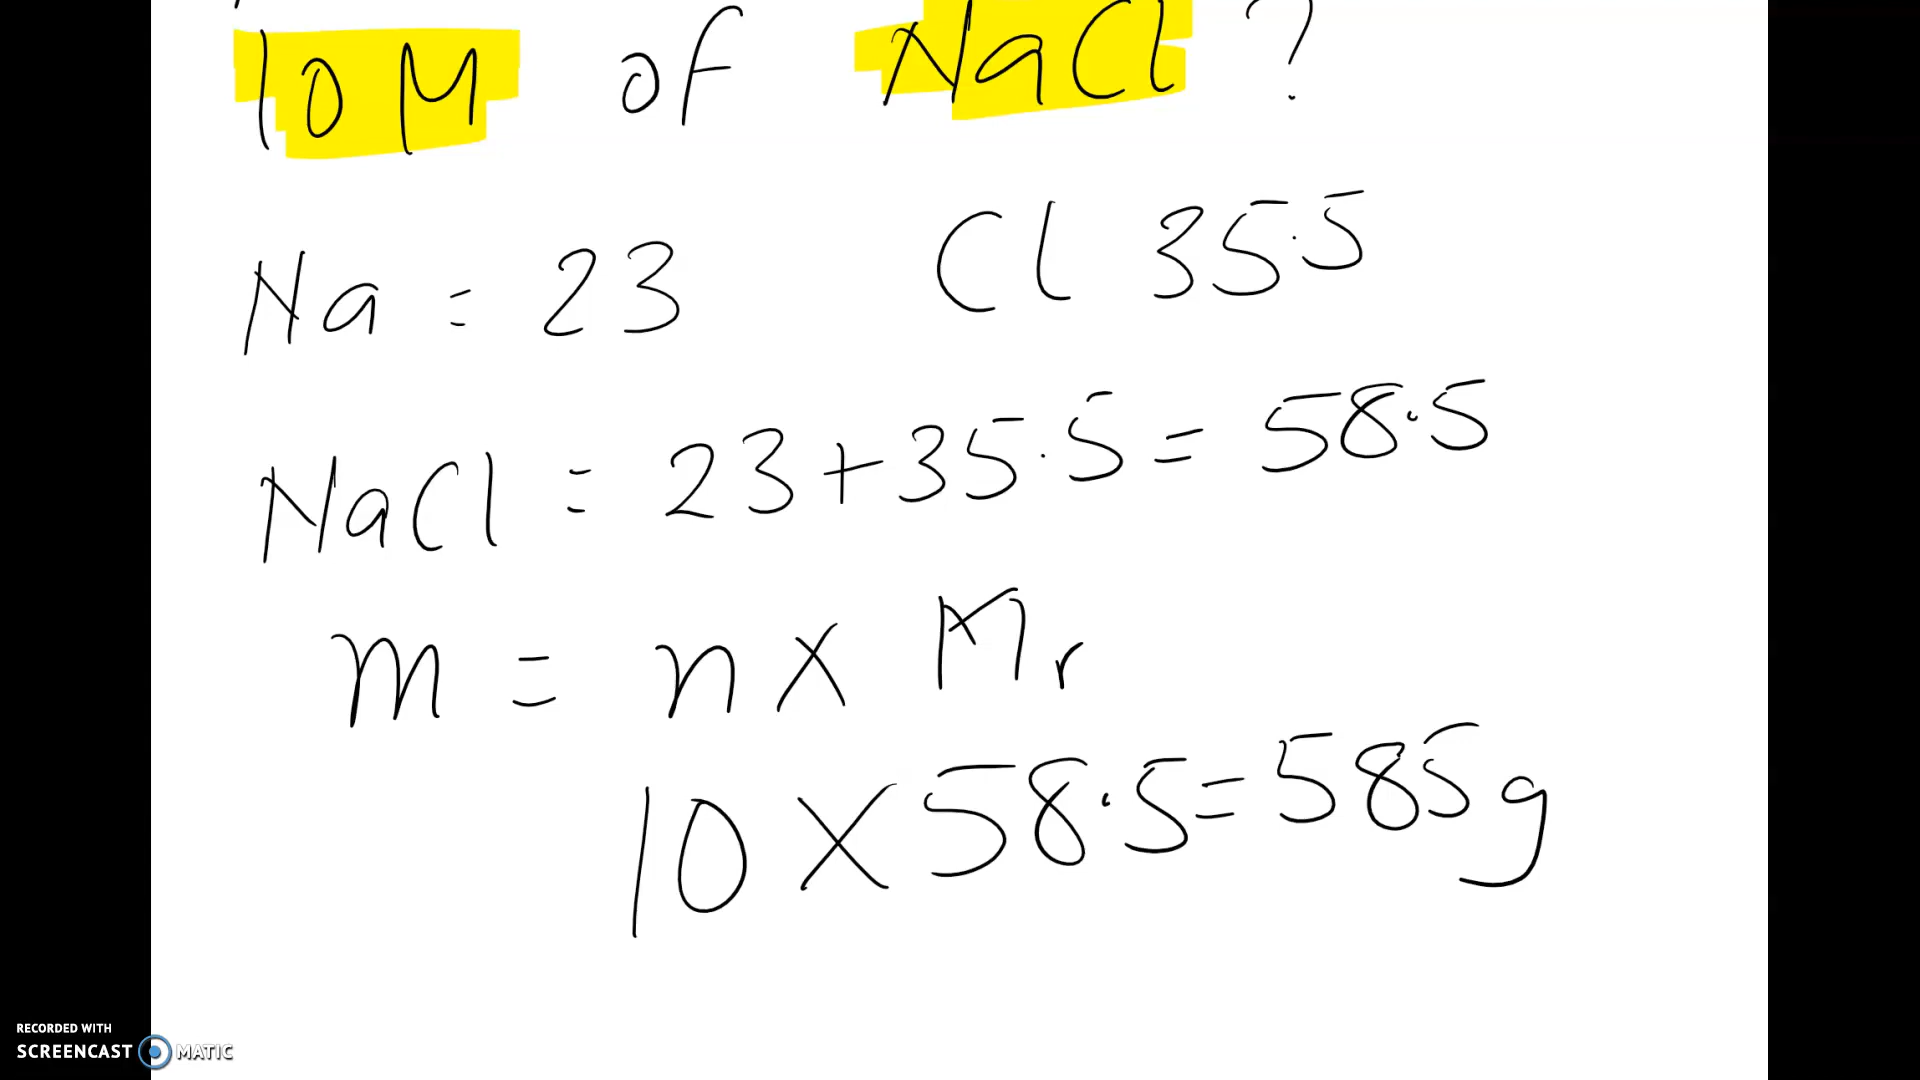 10 M of NaCl ?
Na = 23 Cl 35.5
NaCl = 23+35.5 = 58.5
m = n x Mr
10 x 58.5 = 585g
RECORDED WITH
SCREENCAST MATIC